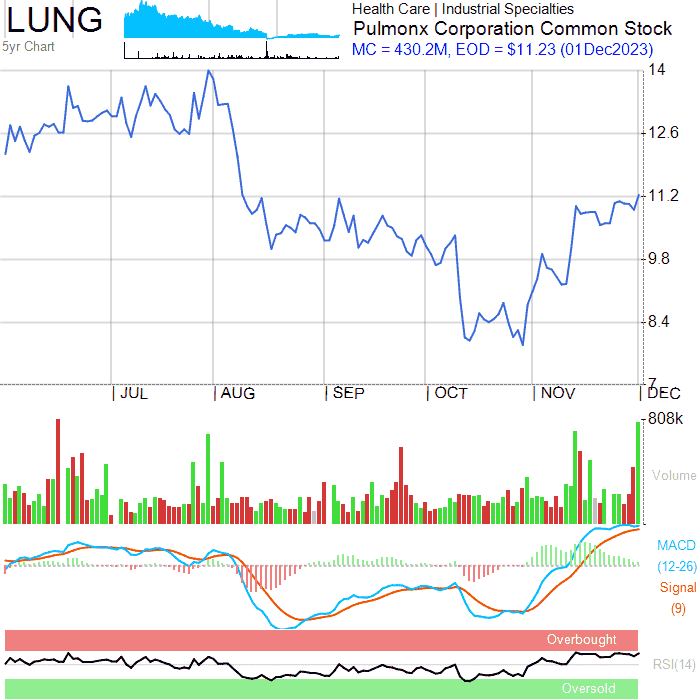 LUNG
5yr Chart
Health Care | Industrial Specialties
Pulmonx Corporation Common Stock
MC = 430.2M, EOD = $11.23 (01Dec2023)
14
12.6
11.2
9.8
8.4
7
JUL AUG SEP OCT NOV DEC
808k
Volume
MACD
(12-26)
Signal
(9)
Overbought
RSI(14)
Oversold